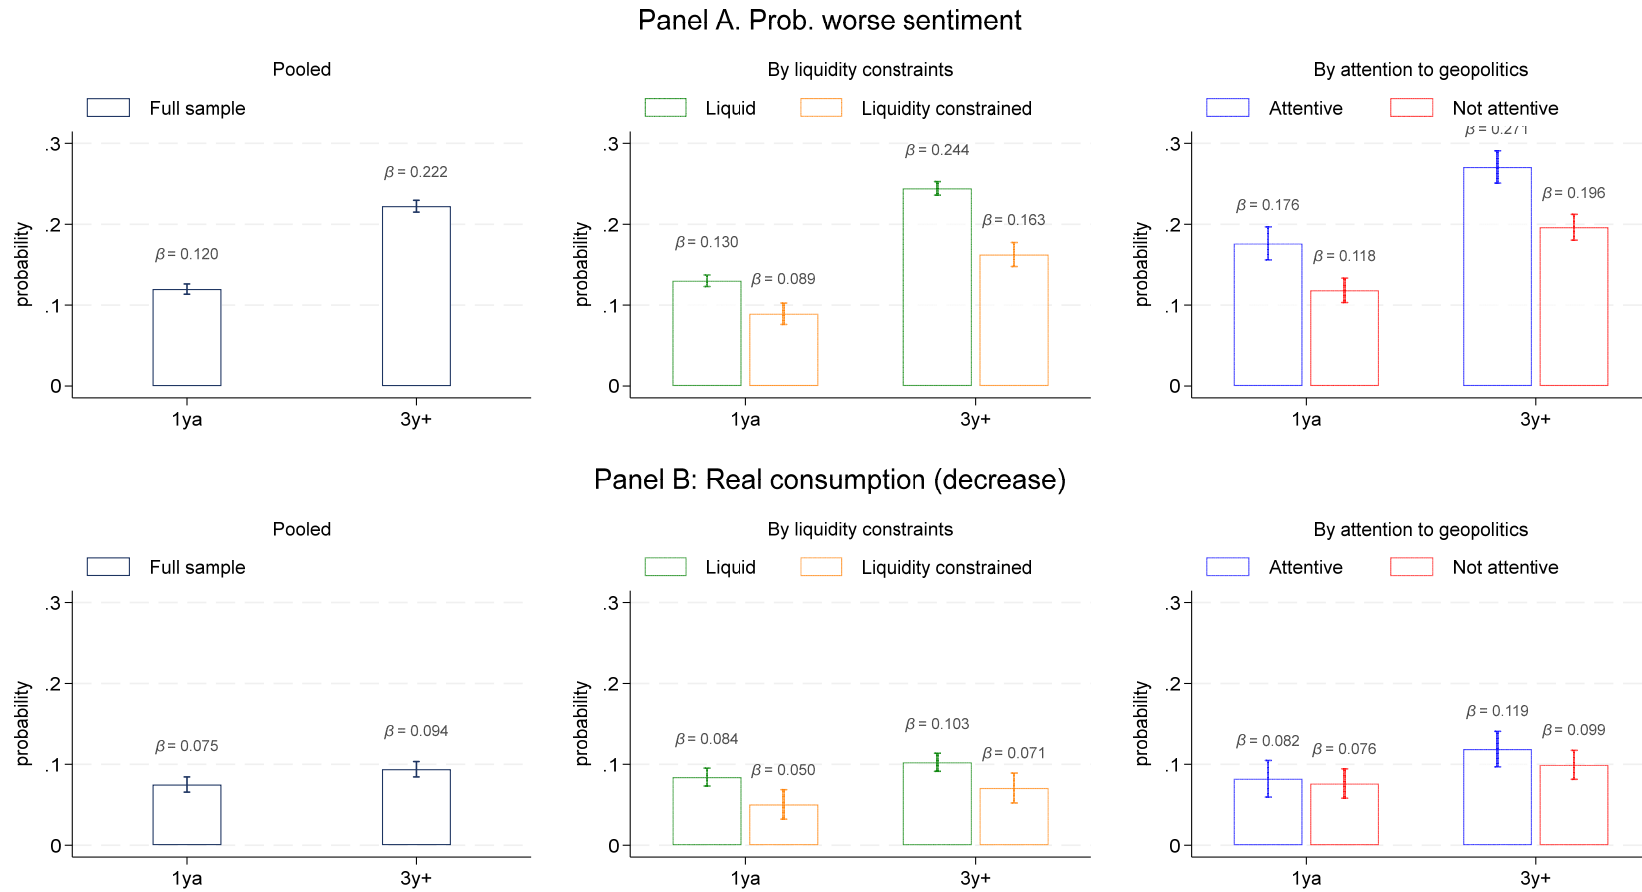 Panel A. Prob. worse sentiment
Pooled
Full sample
.3
.2
.1
0
probability
β = 0.120
β = 0.222
1ya
3y+
By liquidity constraints
Liquid
Liquidity constrained
.3
.2
.1
0
probability
β = 0.130
β = 0.089
β = 0.244
β = 0.163
1ya
3y+
By attention to geopolitics
Attentive
Not attentive
.3
.2
.1
0
probability
β = 0.176
β = 0.118
β = 0.271
β = 0.196
1ya
3y+
Panel B: Real consumption (decrease)
Pooled
Full sample
.3
.2
.1
0
probability
β = 0.075
β = 0.094
1ya
3y+
By liquidity constraints
Liquid
Liquidity constrained
.3
.2
.1
0
probability
β = 0.084
β = 0.050
β = 0.103
β = 0.071
1ya
3y+
By attention to geopolitics
Attentive
Not attentive
.3
.2
.1
0
probability
β = 0.082
β = 0.076
β = 0.119
β = 0.099
1ya
3y+